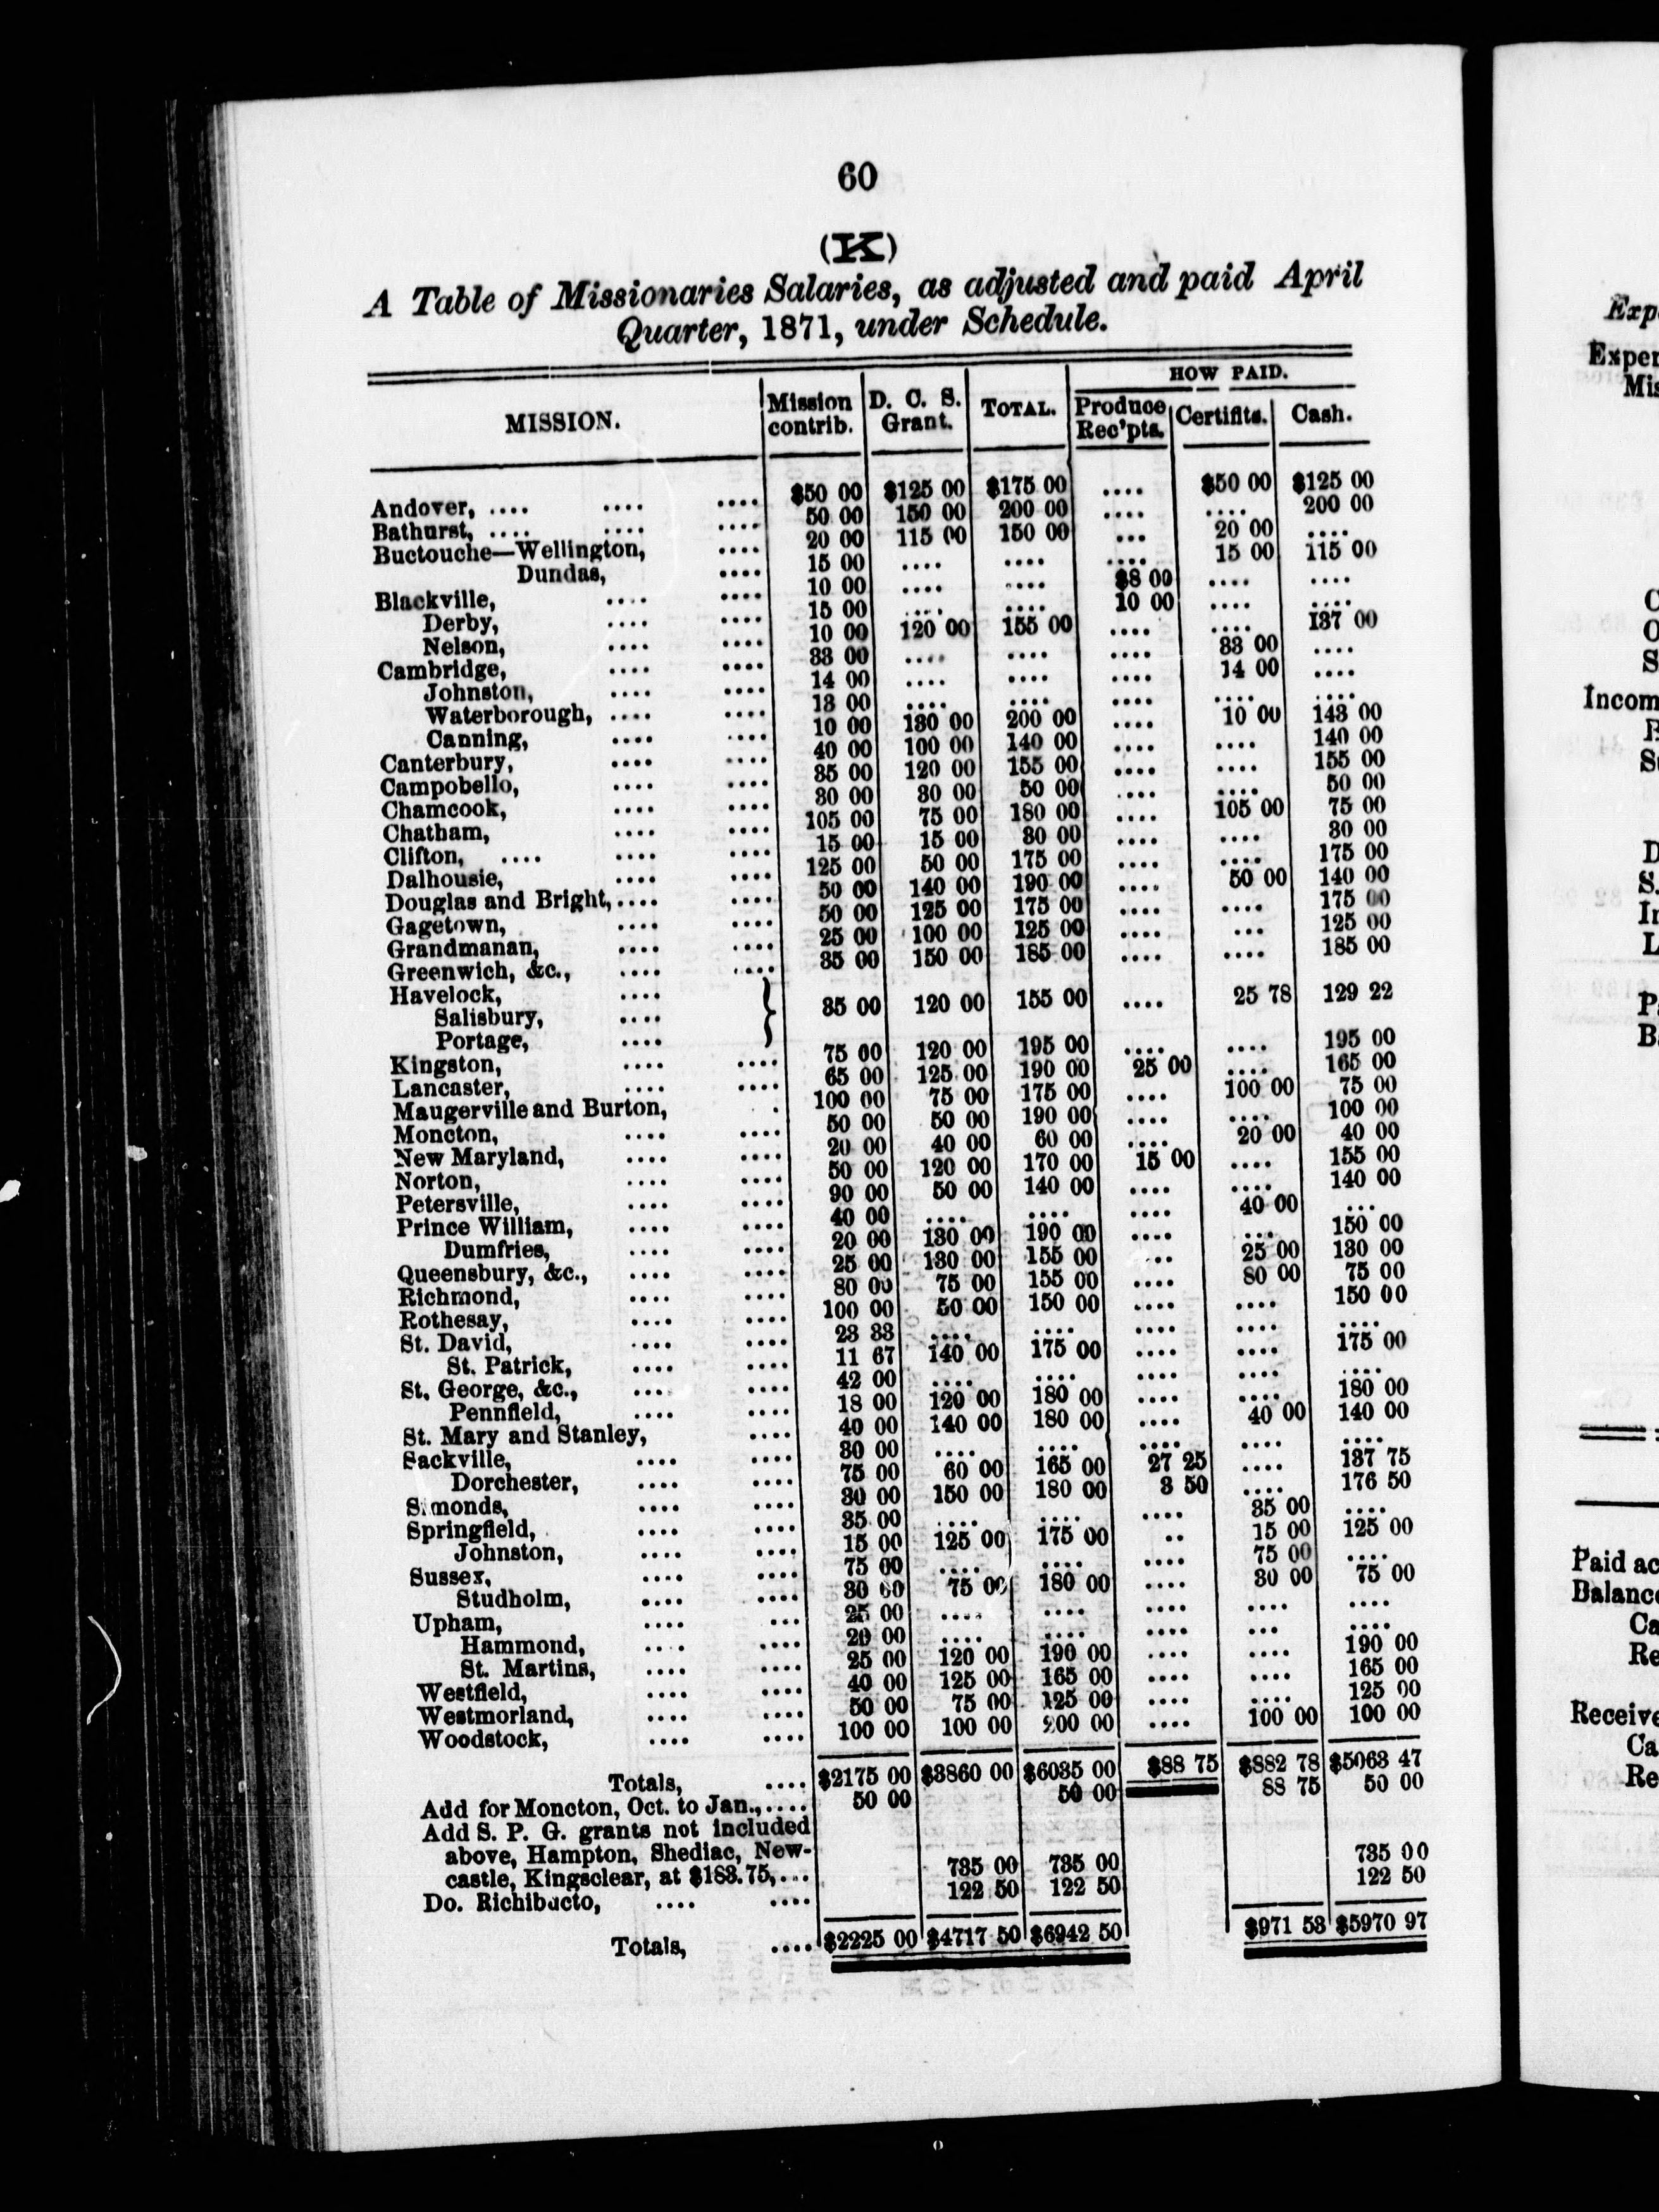 60
(K)
A Table of Missionaries Salaries, as adjusted and paid April
Quarter, 1871, under Schedule.
HOW PAID.
MISSION. Mission contrib. D. C. S. Grant. TOTAL. Produce Rec'pts. Certifits. Cash.
Andover, .... .... .... $50 00 $125 00 $175 00 .... $50 00 $125 00
Bathurst, .... .... .... 50 00 150 00 200 00 .... .... 200 00
Buctouche—Wellington, .... 20 00 115 00 150 00 ... 20 00 ....
Dundas, .... 15 00 .... .... .... 15 00 115 00
Blackville, .... .... 10 00 .... .... $8 00 .... ....
Derby, .... .... 15 00 .... .... 10 00 .... ....
Nelson, .... .... 10 00 120 00 155 00 .... .... 137 00
Cambridge, .... .... 33 00 .... .... .... 33 00 ....
Johnston, .... .... 14 00 .... .... .... 14 00 ....
Waterborough, .... .... 13 00 .... .... .... .... ....
Canning, .... .... 10 00 130 00 200 00 .... 10 00 143 00
Canterbury, .... .... 40 00 100 00 140 00 .... .... 140 00
Campobello, .... .... 35 00 120 00 155 00 .... .... 155 00
Chamcook, .... .... 30 00 30 00 50 00 .... .... 50 00
Chatham, .... .... 105 00 75 00 180 00 .... 105 00 75 00
Clifton, .... .... .... 15 00 15 00 30 00 .... .... 30 00
Dalhousie, .... .... 125 00 50 00 175 00 .... .... 175 00
Douglas and Bright, .... .... 50 00 140 00 190 00 .... 50 00 140 00
Gagetown, .... .... 50 00 125 00 175 00 .... .... 175 00
Grandmanan, .... .... 25 00 100 00 125 00 .... ... 125 00
Greenwich, &c., .... .... 35 00 150 00 185 00 .... .... 185 00
Havelock, ....
Salisbury, .... } 35 00 120 00 155 00 .... 25 78 129 22
Portage, ....
Kingston, .... .... 75 00 120 00 195 00 .... .... 195 00
Lancaster, .... .... 65 00 125 00 190 00 25 00 .... 165 00
Maugerville and Burton, . 100 00 75 00 175 00 .... 100 00 75 00
Moncton, .... .... 50 00 50 00 190 00 .... .... 100 00
New Maryland, .... .... 20 00 40 00 60 00 .... 20 00 40 00
Norton, .... .... 50 00 120 00 170 00 15 00 .... 155 00
Petersville, .... .... 90 00 50 00 140 00 .... .... 140 00
Prince William, .... .... 40 00 .... .... .... 40 00 ...
Dumfries, .... .... 20 00 130 00 190 00 .... ... 150 00
Queensbury, &c., .... .... 25 00 130 00 155 00 ... 25 00 130 00
Richmond, .... .... 80 00 75 00 155 00 .... 80 00 75 00
Rothesay, .... .... 100 00 50 00 150 00 .... .... 150 00
St. David, .... .... 23 33 .... .... .... .... ....
St. Patrick, .... .... 11 67 140 00 175 00 .... .... 175 00
St. George, &c., .... .... 42 00 .... .... .... .... ....
Pennfield, .... .... 18 00 120 00 180 00 .... .... 180 00
St. Mary and Stanley, .... 40 00 140 00 180 00 .... 40 00 140 00
Sackville, .... .... 30 00 .... .... .... .... ....
Dorchester, .... .... 75 00 60 00 165 00 27 25 .... 137 75
Simonds, .... .... 30 00 150 00 180 00 3 50 .... 176 50
Springfield, .... .... 35 00 .... .... .... 35 00 ....
Johnston, .... .... 15 00 125 00 175 00 .. 15 00 125 00
Sussex, .... .... 75 00 .... .... .... 75 00 ....
Studholm, .... .... 30 00 75 00 180 00 .... 30 00 75 00
Upham, .... ... 25 00 .... .... .... .... ....
Hammond, .... .... 20 00 .... .... .... ... ....
St. Martins, .... .... 25 00 120 00 190 00 .... .... 190 00
Westfield, .... .... 40 00 125 00 165 00 .... .... 165 00
Westmorland, .... .... 50 00 75 00 125 00 .... .... 125 00
Woodstock, .... .... 100 00 100 00 200 00 .... 100 00 100 00
Totals, .... $2175 00 $3860 00 $6035 00 $88 75 $882 78 $5063 47
Add for Moncton, Oct. to Jan., .... 50 00 50 00 88 75 50 00
Add S. P. G. grants not included
above, Hampton, Shediac, New-
castle, Kingsclear, at $183.75, ... 735 00 735 00 735 00
Do. Richibucto, .... .... 122 50 122 50 122 50
Totals, .... $2225 00 $4717 50 $6942 50 $971 53 $5970 97
Exp
Exper
Mis
Incom
Paid ac
Balance
Ca
Re
Receive
Ca
Re